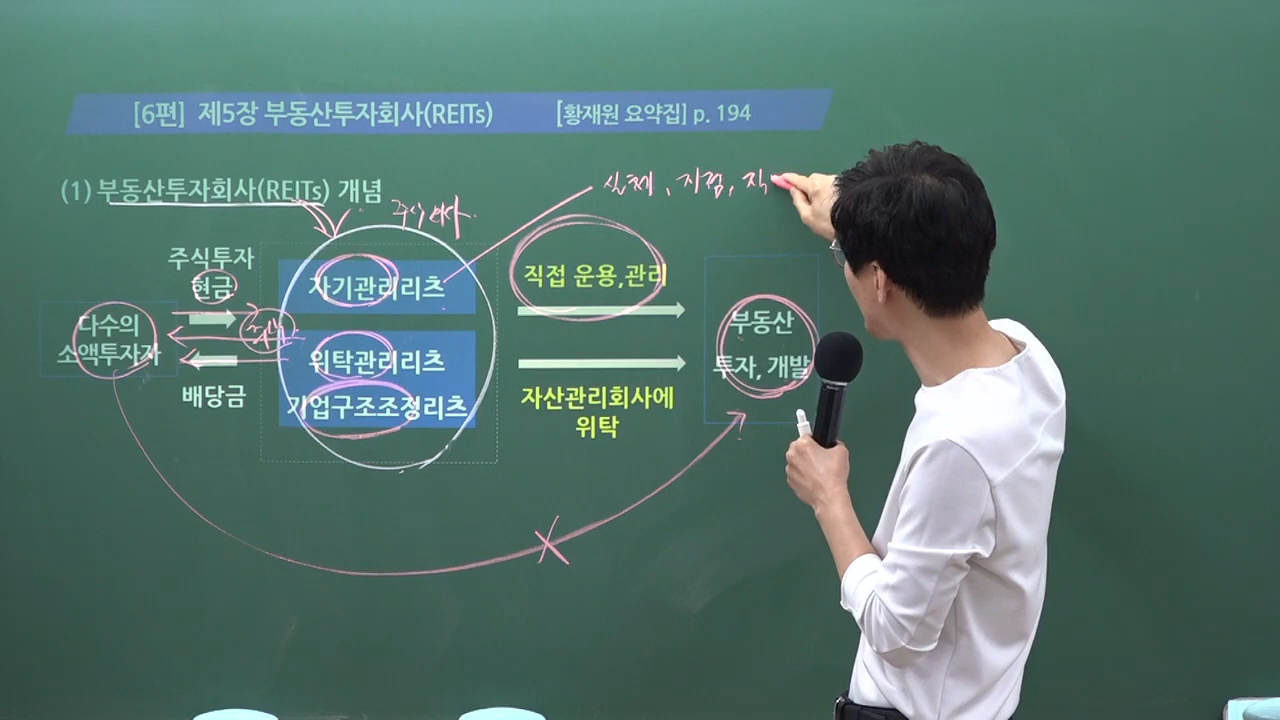 [6편] 제5장 부동산투자회사(REITs) [황재원 요약집] p. 194
(1) 부동산투자회사(REITs) 개념
실체, 지점, 직
주식회사
주식투자
현금
자기관리리츠
직접 운용,관리
다수의
소액투자자
주식
위탁관리리츠
기업구조조정리츠
배당금
자산관리회사에
위탁
부동산
투자, 개발